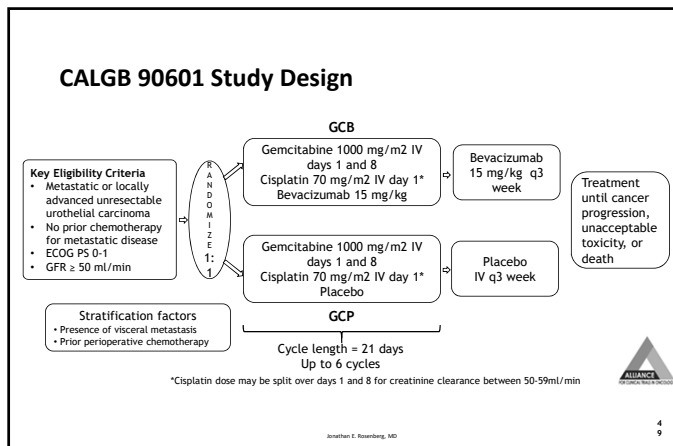 CALGB 90601 Study Design
Key Eligibility Criteria
• Metastatic or locally
advanced unresectable
urothelial carcinoma
• No prior chemotherapy
for metastatic disease
• ECOG PS 0-1
• GFR ≥ 50 ml/min
R
A
N
D
O
M
I
Z
E
1:
1
GCB
Gemcitabine 1000 mg/m2 IV
days 1 and 8
Cisplatin 70 mg/m2 IV day 1*
Bevacizumab 15 mg/kg
Bevacizumab
15 mg/kg q3
week
Gemcitabine 1000 mg/m2 IV
days 1 and 8
Cisplatin 70 mg/m2 IV day 1*
Placebo
GCP
Placebo
IV q3 week
Treatment
until cancer
progression,
unacceptable
toxicity, or
death
Stratification factors
• Presence of visceral metastasis
• Prior perioperative chemotherapy
Cycle length = 21 days
Up to 6 cycles
*Cisplatin dose may be split over days 1 and 8 for creatinine clearance between 50-59ml/min
ALLIANCE
FOR CLINICAL TRIALS IN ONCOLOGY
Jonathan E. Rosenberg, MD
4
9